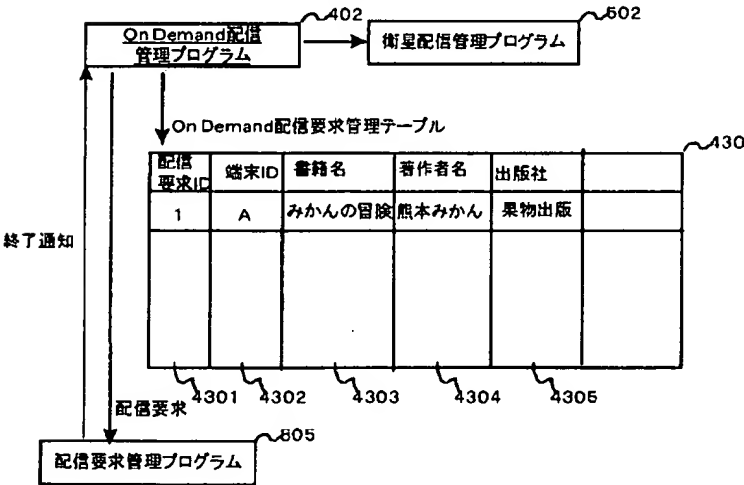 402
502
On Demand配信
管理プログラム
衛星配信管理プログラム
On Demand配信要求管理テーブル
430
配信
要求ID
端末ID
書籍名
著作者名
出版社
1
A
みかんの冒険
熊本みかん
果物出版
終了通知
4301
4302
4303
4304
4305
配信要求
805
配信要求管理プログラム